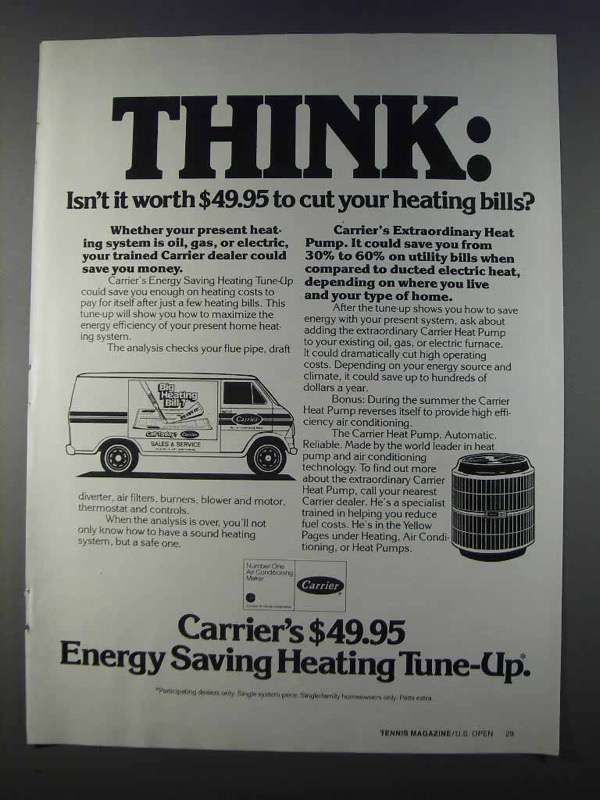 THINK:
Isn't it worth $49.95 to cut your heating bills?
Whether your present heat-
ing system is oil, gas, or electric,
your trained Carrier dealer could
save you money.
Carrier's Energy Saving Heating Tune-Up
could save you enough on heating costs to
pay for itself after just a few heating bills. This
tune-up will show you how to maximize the
energy efficiency of your present home heat-
ing system.
The analysis checks your flue pipe, draft
Big
Heating
Bill?
Carrier
Carrier
SALES & SERVICE
diverter, air filters, burners, blower and motor,
thermostat and controls.
When the analysis is over, you'll not
only know how to have a sound heating
system, but a safe one.
Carrier's Extraordinary Heat
Pump. It could save you from
30% to 60% on utility bills when
compared to ducted electric heat,
depending on where you live
and your type of home.
After the tune-up shows you how to save
energy with your present system, ask about
adding the extraordinary Carrier Heat Pump
to your existing oil, gas, or electric furnace.
It could dramatically cut high operating
costs. Depending on your energy source and
climate, it could save up to hundreds of
dollars a year.
Bonus: During the summer the Carrier
Heat Pump reverses itself to provide high effi-
ciency air conditioning.
The Carrier Heat Pump. Automatic.
Reliable. Made by the world leader in heat
pump and air conditioning
technology. To find out more
about the extraordinary Carrier
Heat Pump, call your nearest
Carrier dealer. He's a specialist
trained in helping you reduce
fuel costs. He's in the Yellow
Pages under Heating, Air Condi-
tioning, or Heat Pumps.
Number One
Air Conditioning
Maker
Carrier
Carrier's $49.95
Energy Saving Heating Tune-Up.*
*Participating dealers only. Single system price. Single-family homeowners only. Parts extra.
TENNIS MAGAZINE/U.S. OPEN 29